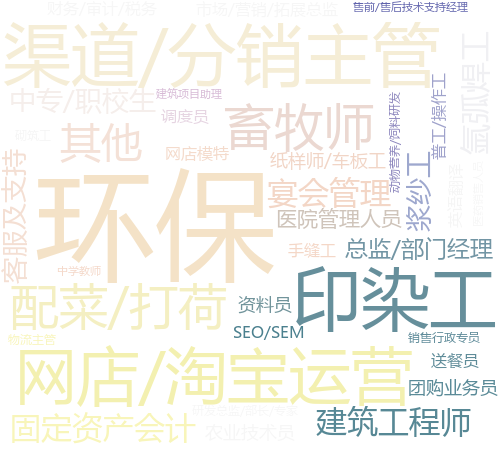 财务/审计/税务
市场/营销/拓展总监
售前/售后技术支持经理
渠道/分销主管
氩弧焊工
中专/职校生
建筑项目助理
调度员
畜牧师
动物营养/饲料研发
普工/操作工
其他
网店模特
纸样师/车板工
浆纱工
客服及支持
环保
宴会管理
医院管理人员
手缝工
总监/部门经理
中学教师
印染工
配菜/打荷
资料员
SEO/SEM
销售行政专员
物流主管
网店/淘宝运营
送餐员
团购业务员
固定资产会计
农业技术员
建筑工程师